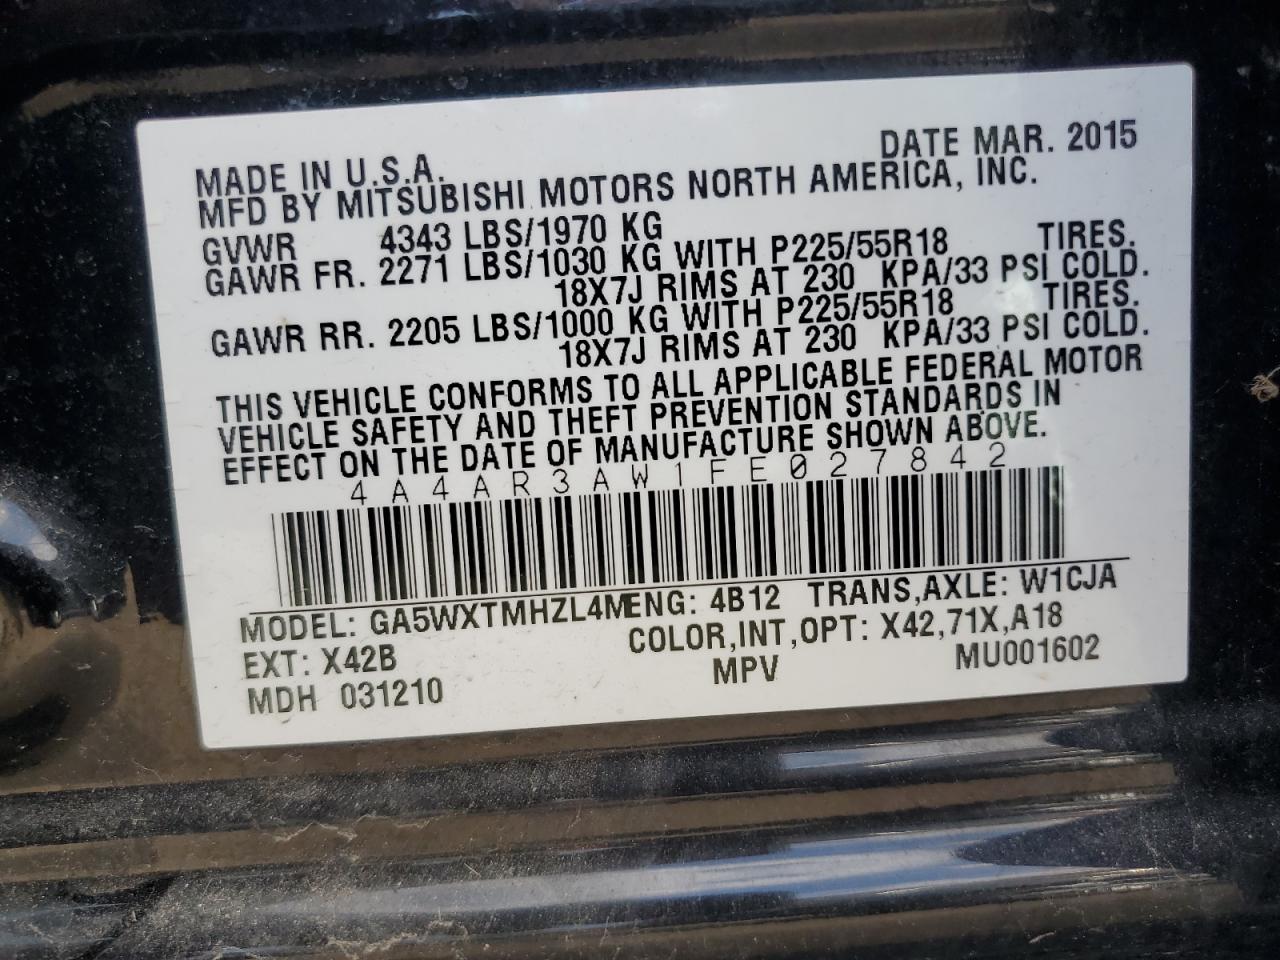 DATE MAR. 2015
MADE IN U.S.A.
MFD BY MITSUBISHI MOTORS NORTH AMERICA, INC.
GVWR 4343 LBS/1970 KG
GAWR FR. 2271 LBS/1030 KG WITH P225/55R18 TIRES.
18X7J RIMS AT 230 KPA/33 PSI COLD.
GAWR RR. 2205 LBS/1000 KG WITH P225/55R18 TIRES.
18X7J RIMS AT 230 KPA/33 PSI COLD.
THIS VEHICLE CONFORMS TO ALL APPLICABLE FEDERAL MOTOR
VEHICLE SAFETY AND THEFT PREVENTION STANDARDS IN
EFFECT ON THE DATE OF MANUFACTURE SHOWN ABOVE.
4A4AR3AW1FE027842
MODEL: GA5WXTMHZL4M ENG: 4B12 TRANS,AXLE: W1CJA
EXT: X42B COLOR,INT,OPT: X42,71X,A18
MDH 031210 MPV MU001602